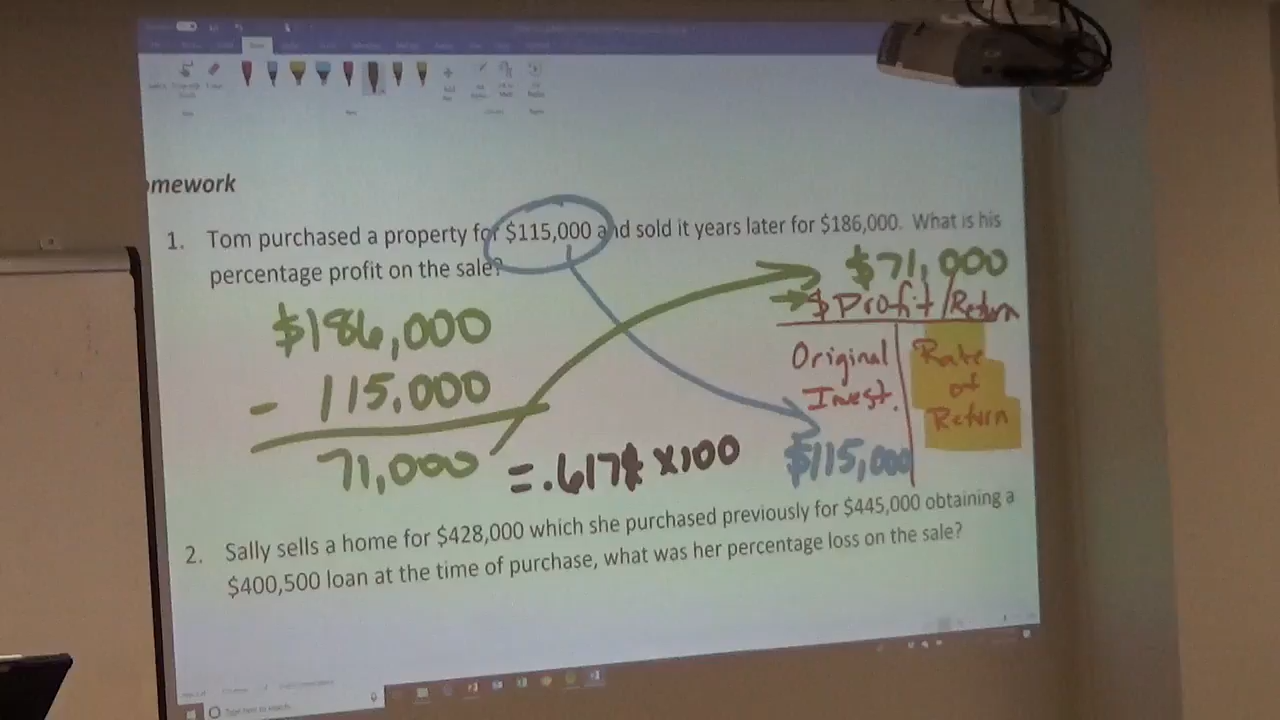 omework
1. Tom purchased a property for $115,000 and sold it years later for $186,000. What is his
percentage profit on the sale?
$71,000
$ Profit / Return
$186,000
- 115,000
71,000
= .617 x100
Original
Invest.
$115,000
Rate
of
Return
2. Sally sells a home for $428,000 which she purchased previously for $445,000 obtaining a
$400,500 loan at the time of purchase, what was her percentage loss on the sale?